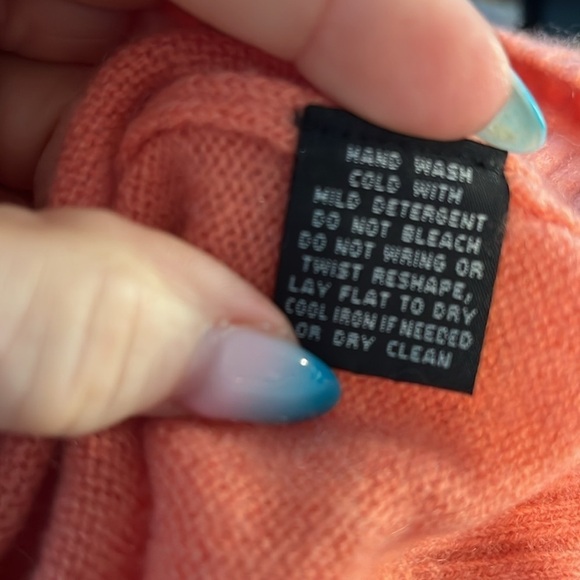 HAND WASH
COLD WITH
MILD DETERGENT
DO NOT BLEACH
DO NOT WRING OR
TWIST RESHAPE,
LAY FLAT TO DRY
COOL IRON IF NEEDED
OR DRY CLEAN